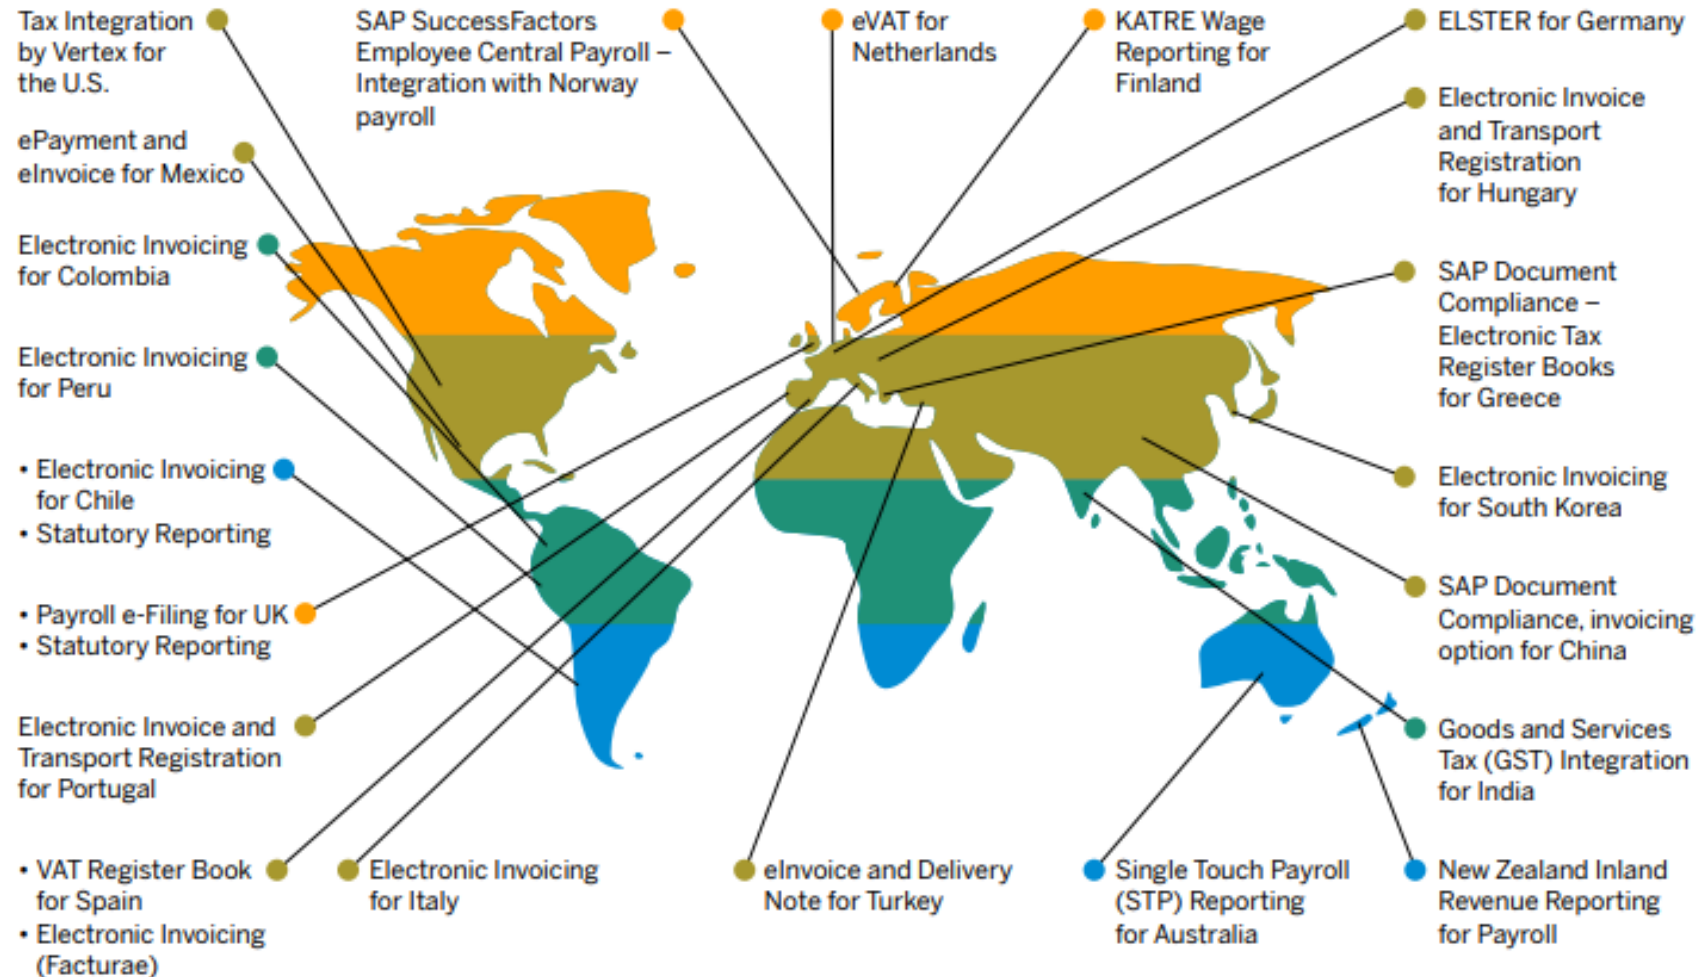 Tax Integration
by Vertex for
the U.S.
SAP SuccessFactors
Employee Central Payroll –
Integration with Norway
payroll
eVAT for
Netherlands
KATRE Wage
Reporting for
Finland
ELSTER for Germany
ePayment and
eInvoice for Mexico
Electronic Invoicing
for Colombia
Electronic Invoicing
for Peru
• Electronic Invoicing
for Chile
• Statutory Reporting
• Payroll e-Filing for UK
• Statutory Reporting
Electronic Invoice and
Transport Registration
for Portugal
• VAT Register Book
for Spain
• Electronic Invoicing
(Facturae)
Electronic Invoicing
for Italy
eInvoice and Delivery
Note for Turkey
Single Touch Payroll
(STP) Reporting
for Australia
Electronic Invoice
and Transport
Registration
for Hungary
SAP Document
Compliance –
Electronic Tax
Register Books
for Greece
Electronic Invoicing
for South Korea
SAP Document
Compliance, invoicing
option for China
Goods and Services
Tax (GST) Integration
for India
New Zealand Inland
Revenue Reporting
for Payroll